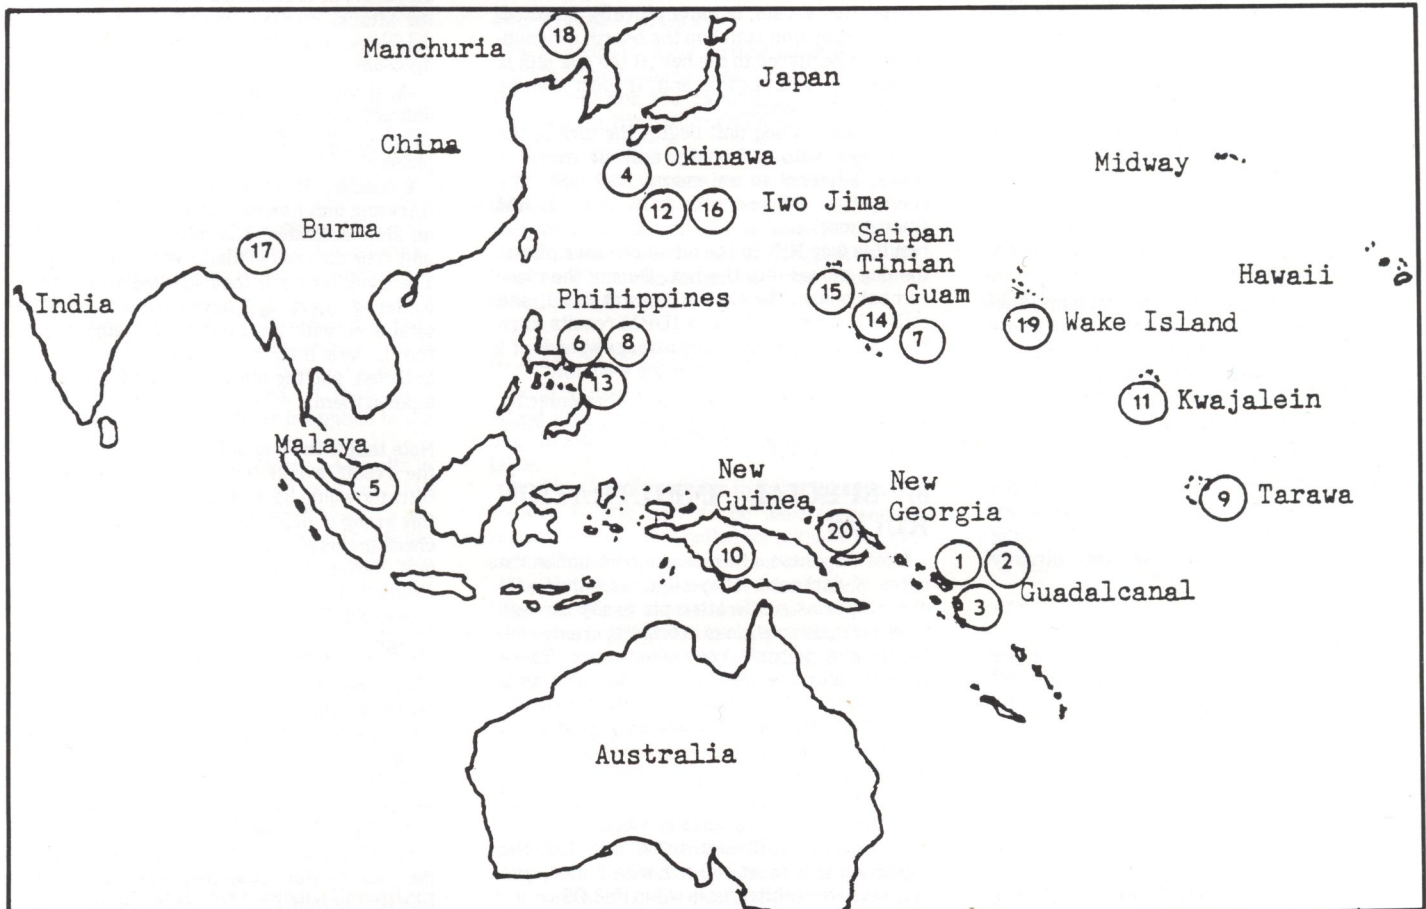 18
Manchuria
Japan
China
Okinawa
4
Midway
12 16 Iwo Jima
Burma
17
Saipan
Tinian
15
Guam
14
7
India
Hawaii
Philippines
6 8
13
19 Wake Island
11 Kwajalein
Malaya
5
New
Guinea
New
Georgia
9 Tarawa
20
10
1 2
Guadalcanal
3
Australia